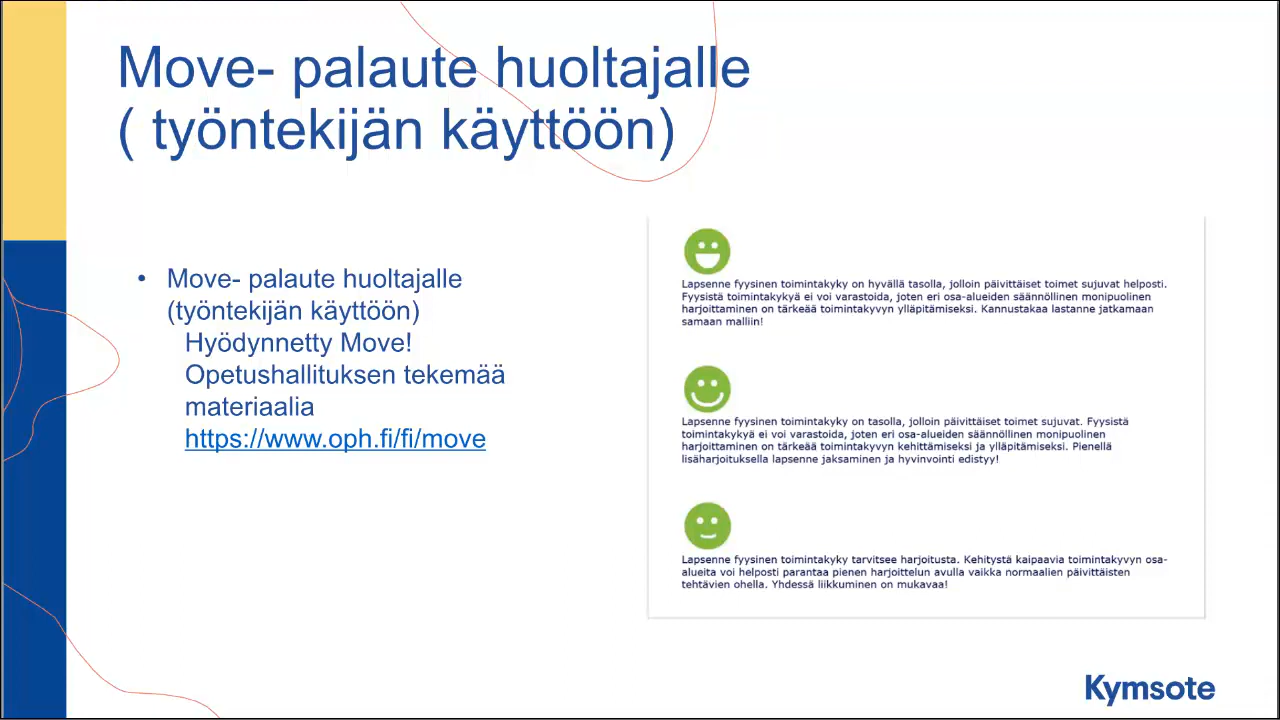 Move- palaute huoltajalle
( työntekijän käyttöön)
• Move- palaute huoltajalle
(työntekijän käyttöön)
Hyödynnetty Move!
Opetushallituksen tekemää
materiaalia
https://www.oph.fi/fi/move
Lapsenne fyysinen toimintakyky on hyvällä tasolla, jolloin päivittäiset toimet sujuvat helposti.
Fyysistä toimintakykyä ei voi varastoida, joten eri osa-alueiden säännöllinen monipuolinen
harjoittaminen on tärkeää toimintakyvyn ylläpitämiseksi. Kannustakaa lastanne jatkamaan
samaan malliin!
Lapsenne fyysinen toimintakyky on tasolla, jolloin päivittäiset toimet sujuvat. Fyysistä
toimintakykyä ei voi varastoida, joten eri osa-alueiden säännöllinen monipuolinen
harjoittaminen on tärkeää toimintakyvyn kehittämiseksi ja ylläpitämiseksi. Pienellä
lisäharjoituksella lapsenne jaksaminen ja hyvinvointi edistyy!
Lapsenne fyysinen toimintakyky tarvitsee harjoitusta. Kehitystä kaipaavia toimintakyvyn osa-
alueita voi helposti parantaa pienen harjoittelun avulla vaikka normaalien päivittäisten
tehtävien ohella. Yhdessä liikkuminen on mukavaa!
Kymsote